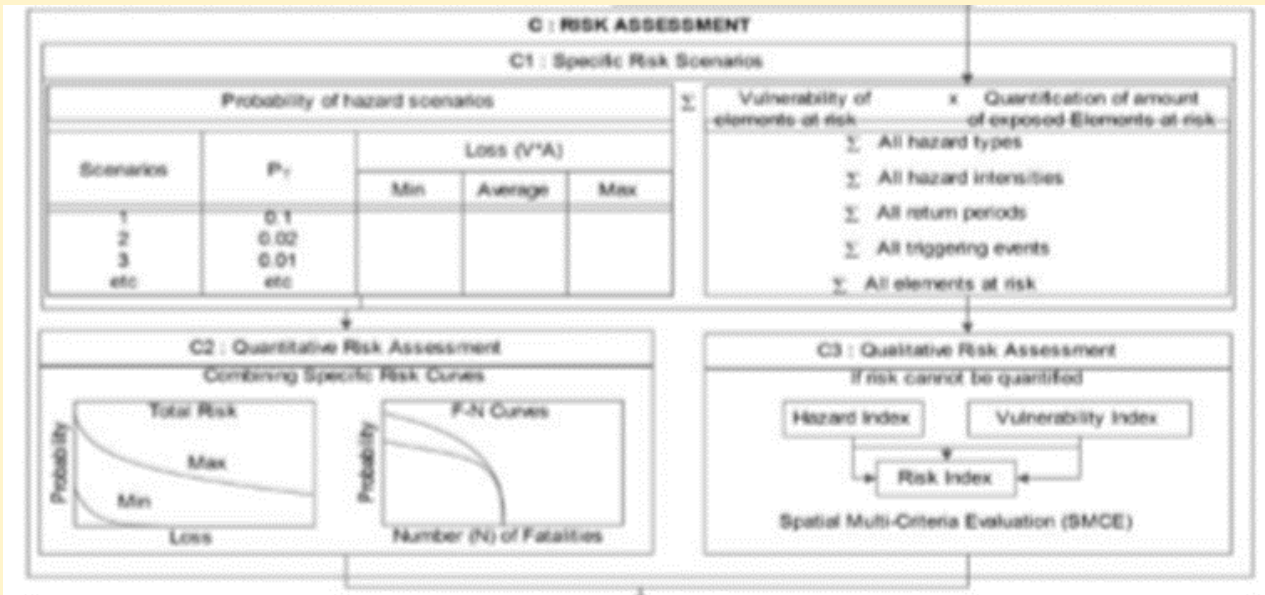 C : RISK ASSESSMENT
C1 : Specific Risk Scenarios
Probability of hazard scenarios
Σ
Vulnerability of elements at risk x Quantification of amount of exposed Elements at risk
Scenarios PT Loss (V*A)
Min Average Max
1 0.1
2 0.02
3 0.01
etc etc
Σ All hazard types
Σ All hazard intensities
Σ All return periods
Σ All triggering events
Σ All elements at risk
C2 : Quantitative Risk Assessment
Combining Specific Risk Curves
Total Risk
Probability
Max
Min
Loss
F-N Curves
Probability
Number (N) of Fatalities
C3 : Qualitative Risk Assessment
If risk cannot be quantified
Hazard Index Vulnerability Index
Risk Index
Spatial Multi-Criteria Evaluation (SMCE)